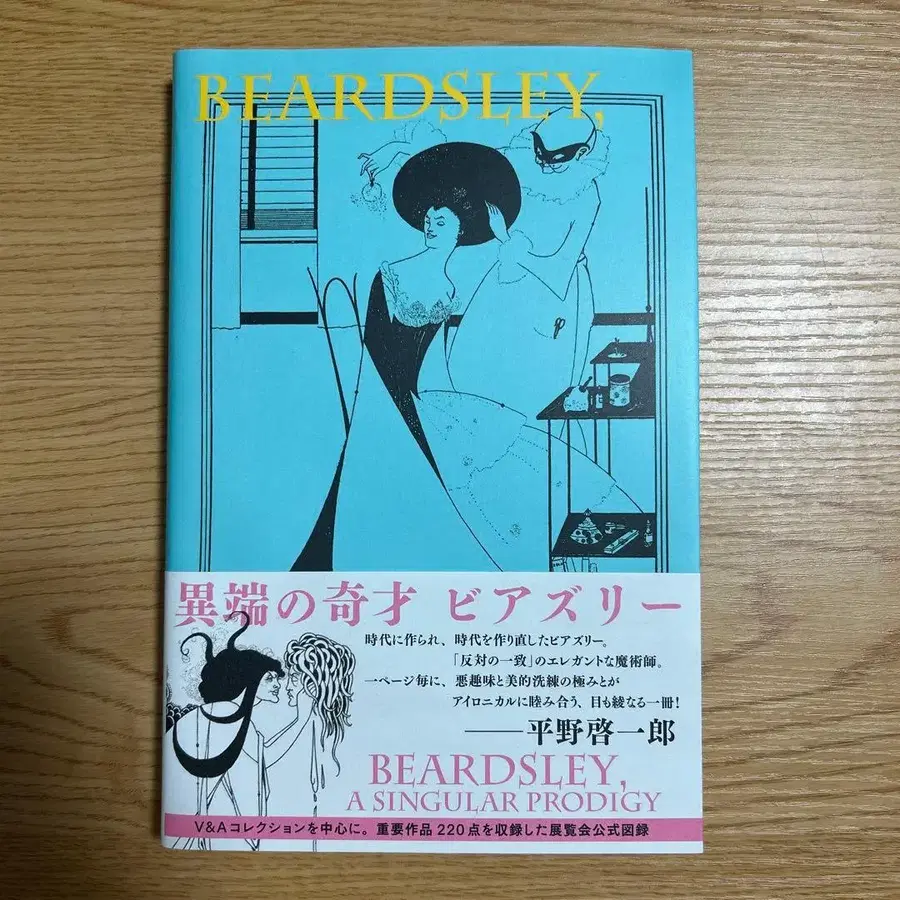 BEARDSLEY,
異端の奇才 ビアズリー
時代に作られ、時代を作り直したビアズリー。
「反対の一致」のエレガントな魔術師。
一ページ毎に、悪趣味と美的洗練の極みとが
アイロニカルに睦み合う、目も綾なる一冊!
──平野啓一郎
BEARDSLEY,
A SINGULAR PRODIGY
V&Aコレクションを中心に。重要作品220点を収録した展覧会公式図録